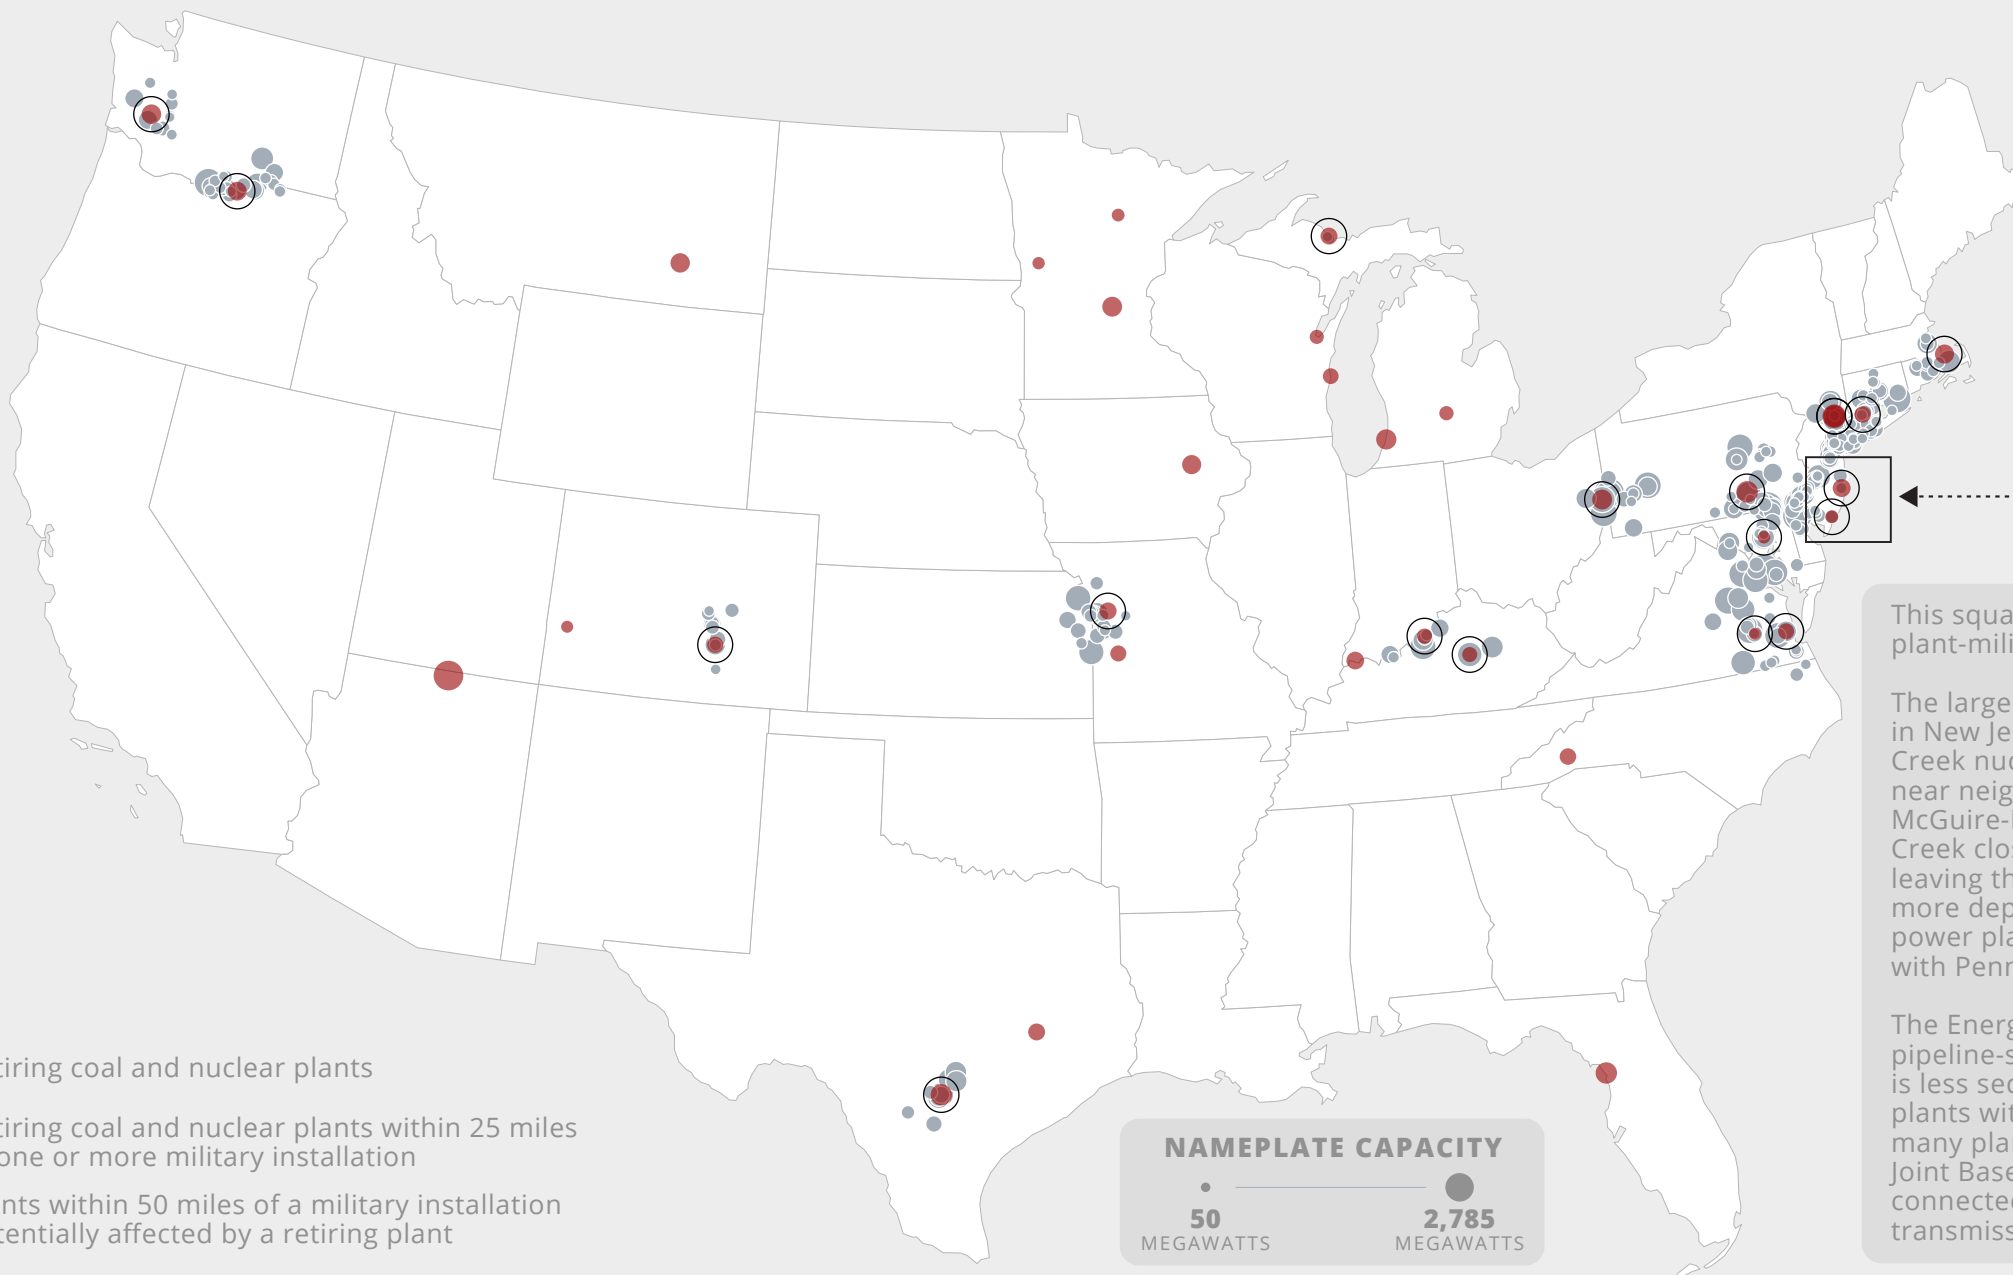 tiring coal and nuclear plants
tiring coal and nuclear plants within 25 miles
one or more military installation
nts within 50 miles of a military installation
tentially affected by a retiring plant
NAMEPLATE CAPACITY
50
MEGAWATTS
2,785
MEGAWATTS
This squa
plant-mili
The large
in New Je
Creek nuc
near neig
McGuire-
Creek clos
leaving th
more dep
power pla
with Penn
The Energ
pipeline-s
is less sec
plants wit
many plan
Joint Base
connected
transmiss